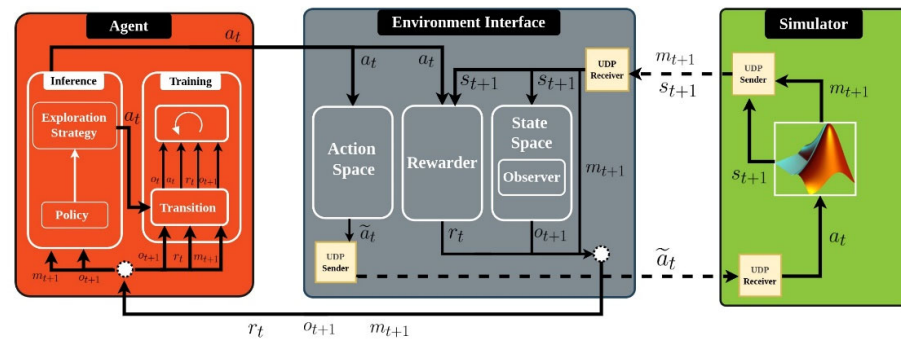 Agent
Environment Interface
Simulator
a_t
Inference
Training
Exploration
Strategy
a_t
Policy
o_t
a_t
r_t
o_{t+1}
Transition
m_{t+1}
o_{t+1}
o_{t+1}
r_t
m_{t+1}
a_t
a_t
s_{t+1}
s_{t+1}
UDP
Receiver
Action
Space
Rewarder
State
Space
Observer
m_{t+1}
ã_t
r_t
o_{t+1}
UDP
Sender
m_{t+1}
s_{t+1}
UDP
Sender
m_{t+1}
s_{t+1}
a_t
ã_t
UDP
Receiver
r_t o_{t+1} m_{t+1}